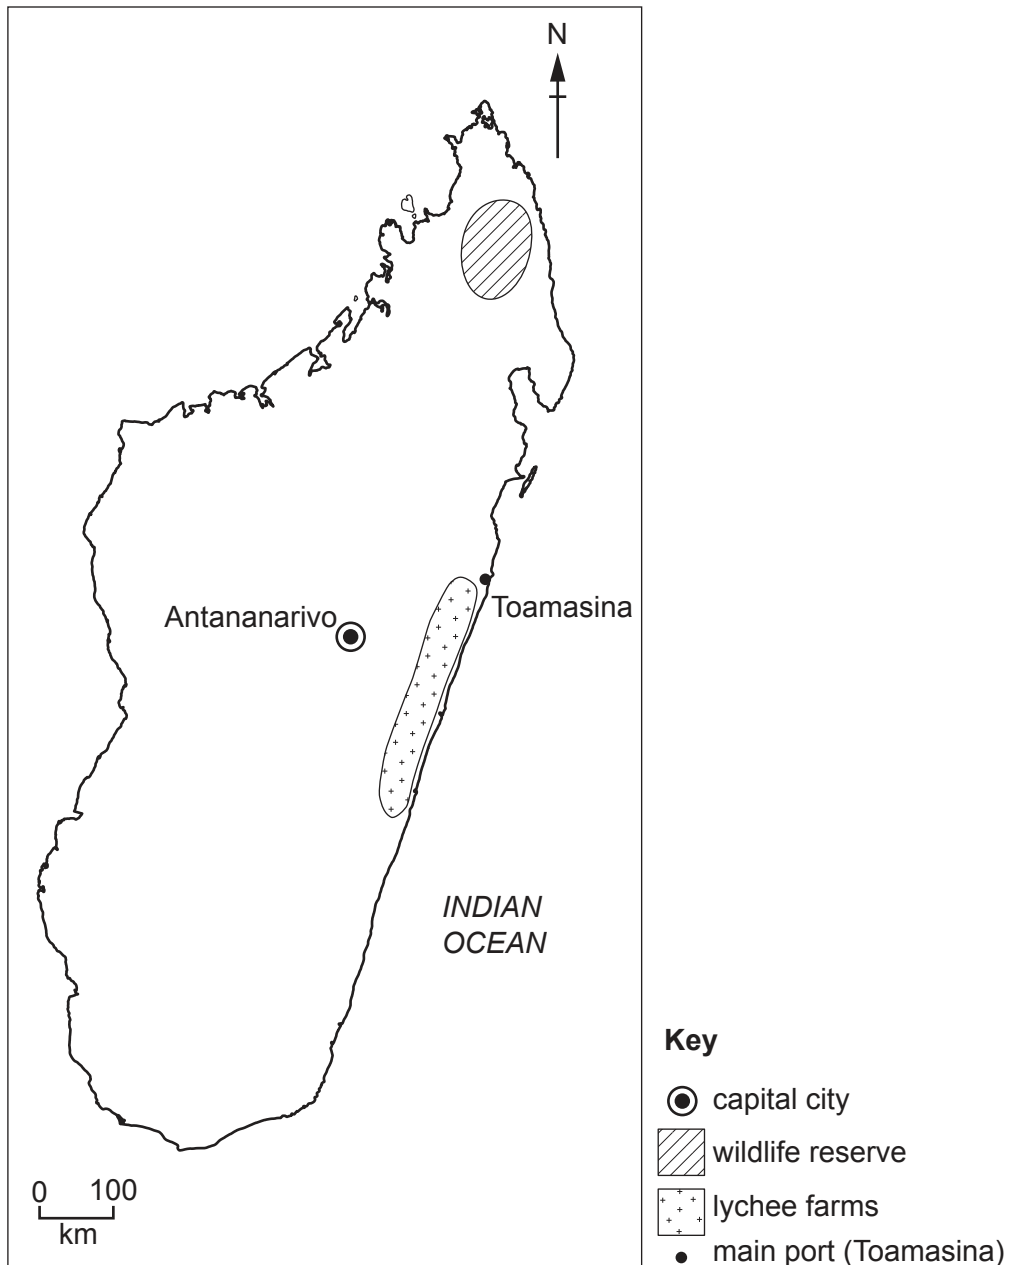 N
Antananarivo
Toamasina
INDIAN
OCEAN
0 100
km
Key
capital city
wildlife reserve
lychee farms
main port (Toamasina)